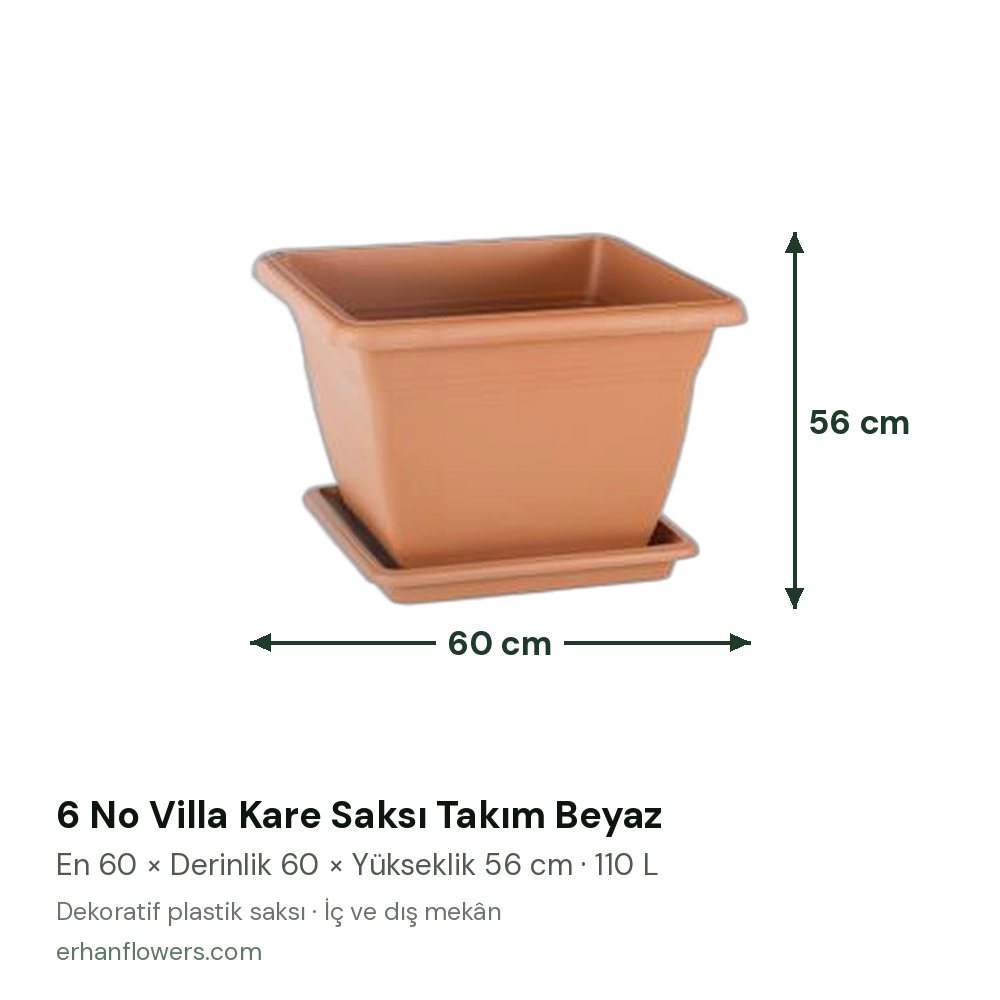 56 cm
60 cm
6 No Villa Kare Saksı Takım Beyaz
En 60 × Derinlik 60 × Yükseklik 56 cm · 110 L
Dekoratif plastik saksı · İç ve dış mekân
erhanflowers.com